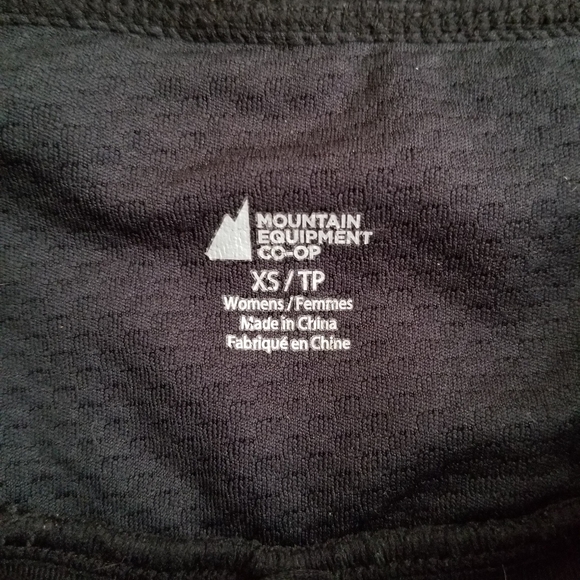 MOUNTAIN
EQUIPMENT
CO-OP
XS / TP
Womens / Femmes
Made in China
Fabriqué en Chine